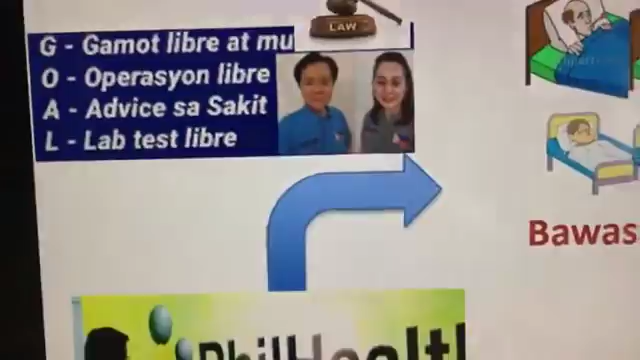 LAW
G - Gamot libre at mu
O - Operasyon libre
A - Advice sa Sakit
L - Lab test libre
Bawas
PhilHealt